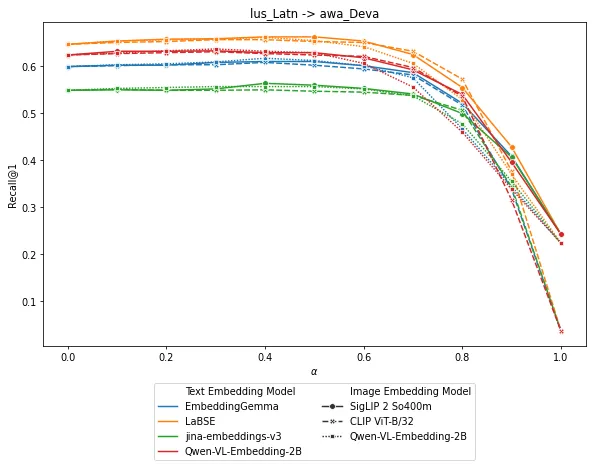 lus_Latn -> awa_Deva
Recall@1
0.6
0.5
0.4
0.3
0.2
0.1
0.0 0.2 0.4 0.6 0.8 1.0
α
Text Embedding Model Image Embedding Model
EmbeddingGemma SigLIP 2 So400m
LaBSE CLIP ViT-B/32
jina-embeddings-v3 Qwen-VL-Embedding-2B
Qwen-VL-Embedding-2B